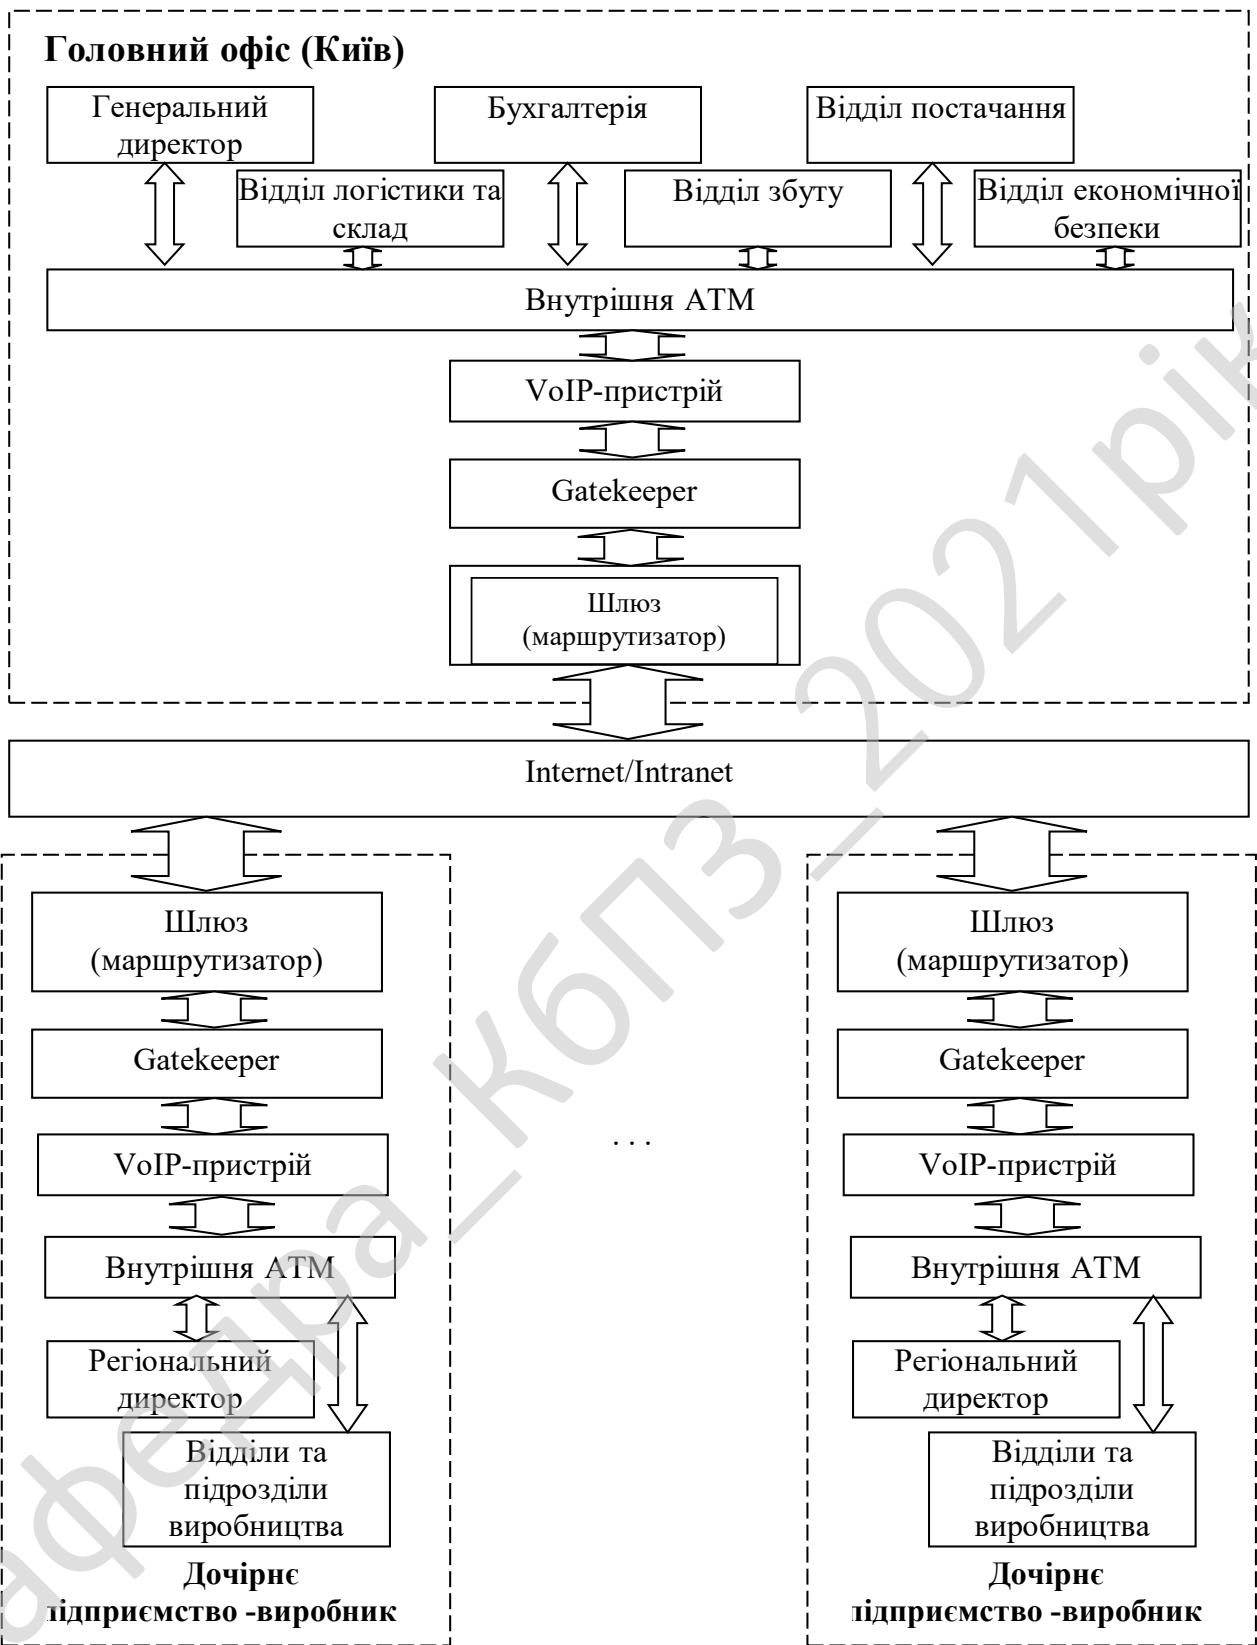 Головний офіс (Київ)
Генеральний
директор
Бухгалтерія
Відділ постачання
Відділ логістики та
склад
Відділ збуту
Відділ економічної
безпеки
Внутрішня АТМ
VoIP-пристрій
Gatekeeper
Шлюз
(маршрутизатор)
Internet/Intranet
Шлюз
(маршрутизатор)
Gatekeeper
VoIP-пристрій
Внутрішня АТМ
Регіональний
директор
Відділи та
підрозділи
виробництва
Дочірнє
підприємство -виробник
. . .
Шлюз
(маршрутизатор)
Gatekeeper
VoIP-пристрій
Внутрішня АТМ
Регіональний
директор
Відділи та
підрозділи
виробництва
Дочірнє
підприємство -виробник
афедра_КбПЗ_2021рік